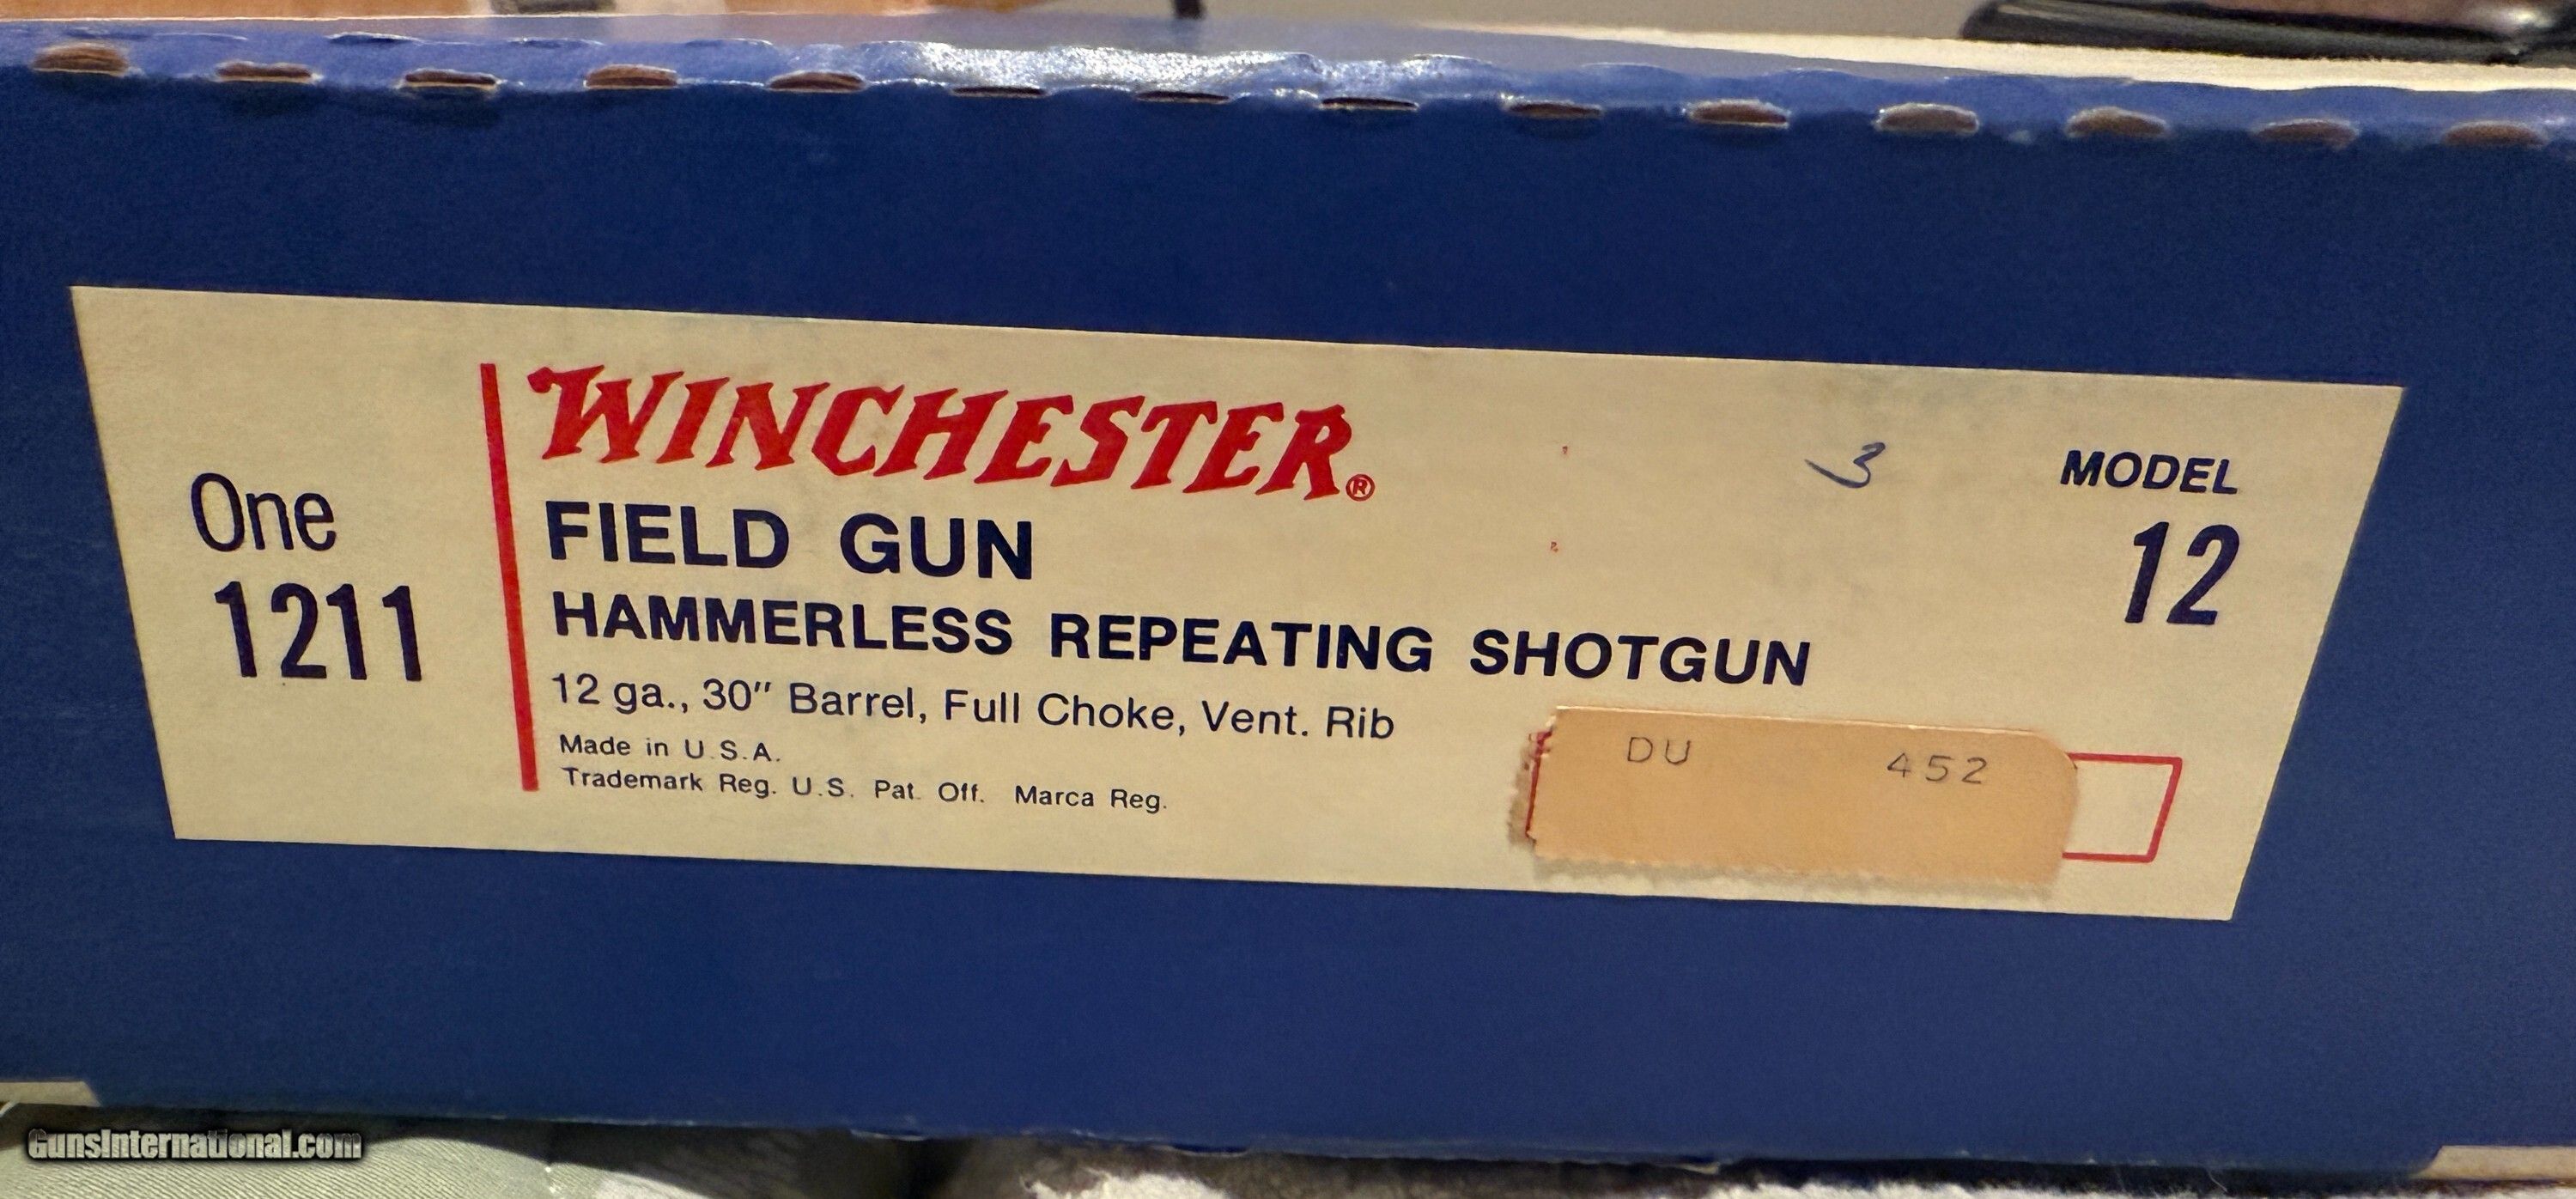 One
1211
WINCHESTER®
FIELD GUN
HAMMERLESS REPEATING SHOTGUN
12 ga., 30" Barrel, Full Choke, Vent. Rib
Made in U.S.A.
Trademark Reg. U.S. Pat. Off. Marca Reg.
3
MODEL
12
DU 452
GunsInternational.com